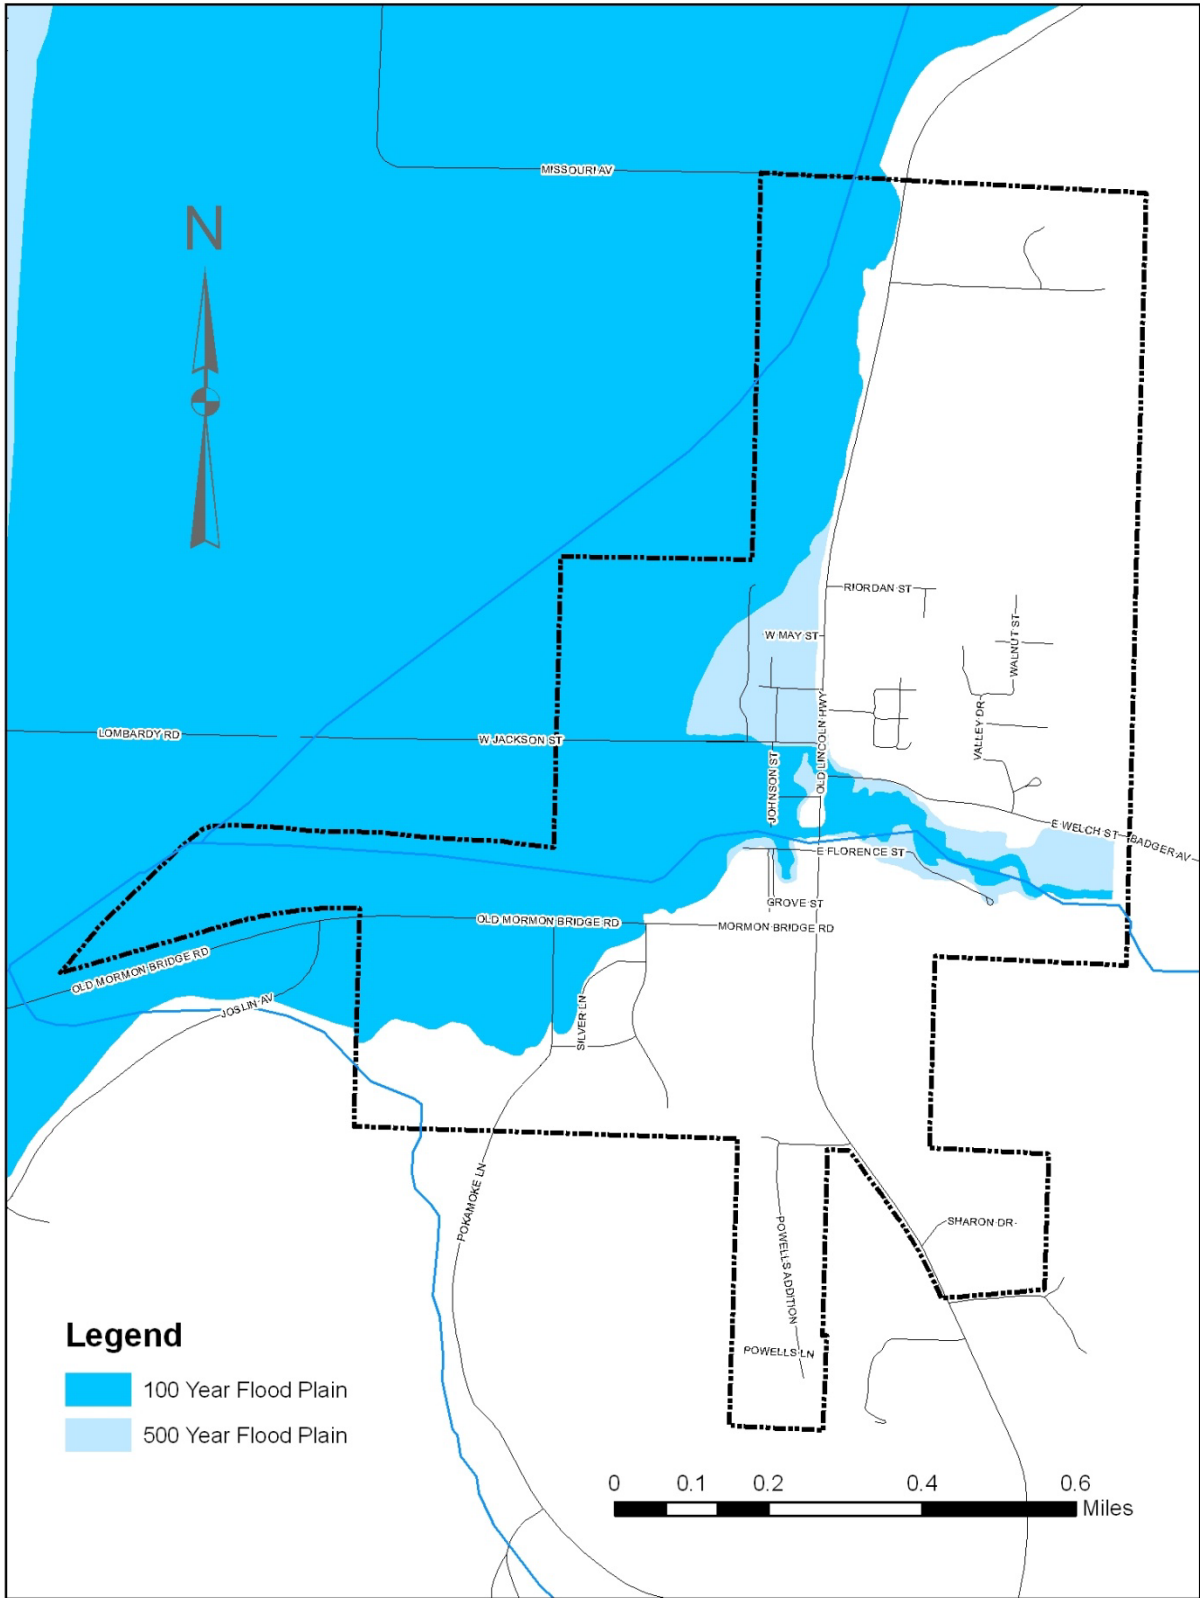 MISSOURI AV
N
RIORDAN ST
W MAY ST
WALNUT ST
VALLEY DR
OLD LINCOLN HWY
LOMBARDY RD
W JACKSON ST
JOHNSON ST
E WELCH ST
BADGER AV
E FLORENCE ST
GROVE ST
OLD MORMON BRIDGE RD
MORMON BRIDGE RD
OLD MORMON BRIDGE RD
JOSLIN AV
SILVER LN
POKAMOKE LN
POWELLS ADDITION
SHARON DR
POWELLS LN
Legend
100 Year Flood Plain
500 Year Flood Plain
0 0.1 0.2 0.4 0.6
Miles